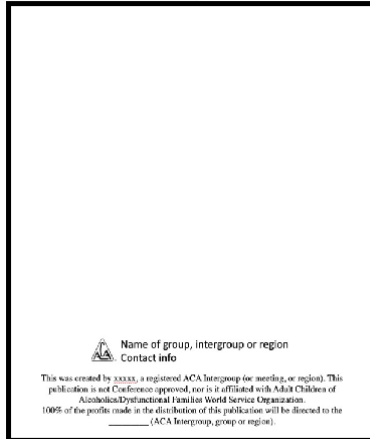 ACA
Name of group, intergroup or region
Contact info
This was created by xxxxx, a registered ACA Intergroup (or meeting, or region). This
publication is not Conference approved, nor is it affiliated with Adult Children of
Alcoholics/Dysfunctional Families World Service Organization.
100% of the profits made in the distribution of this publication will be directed to the
________ (ACA Intergroup, group or region).